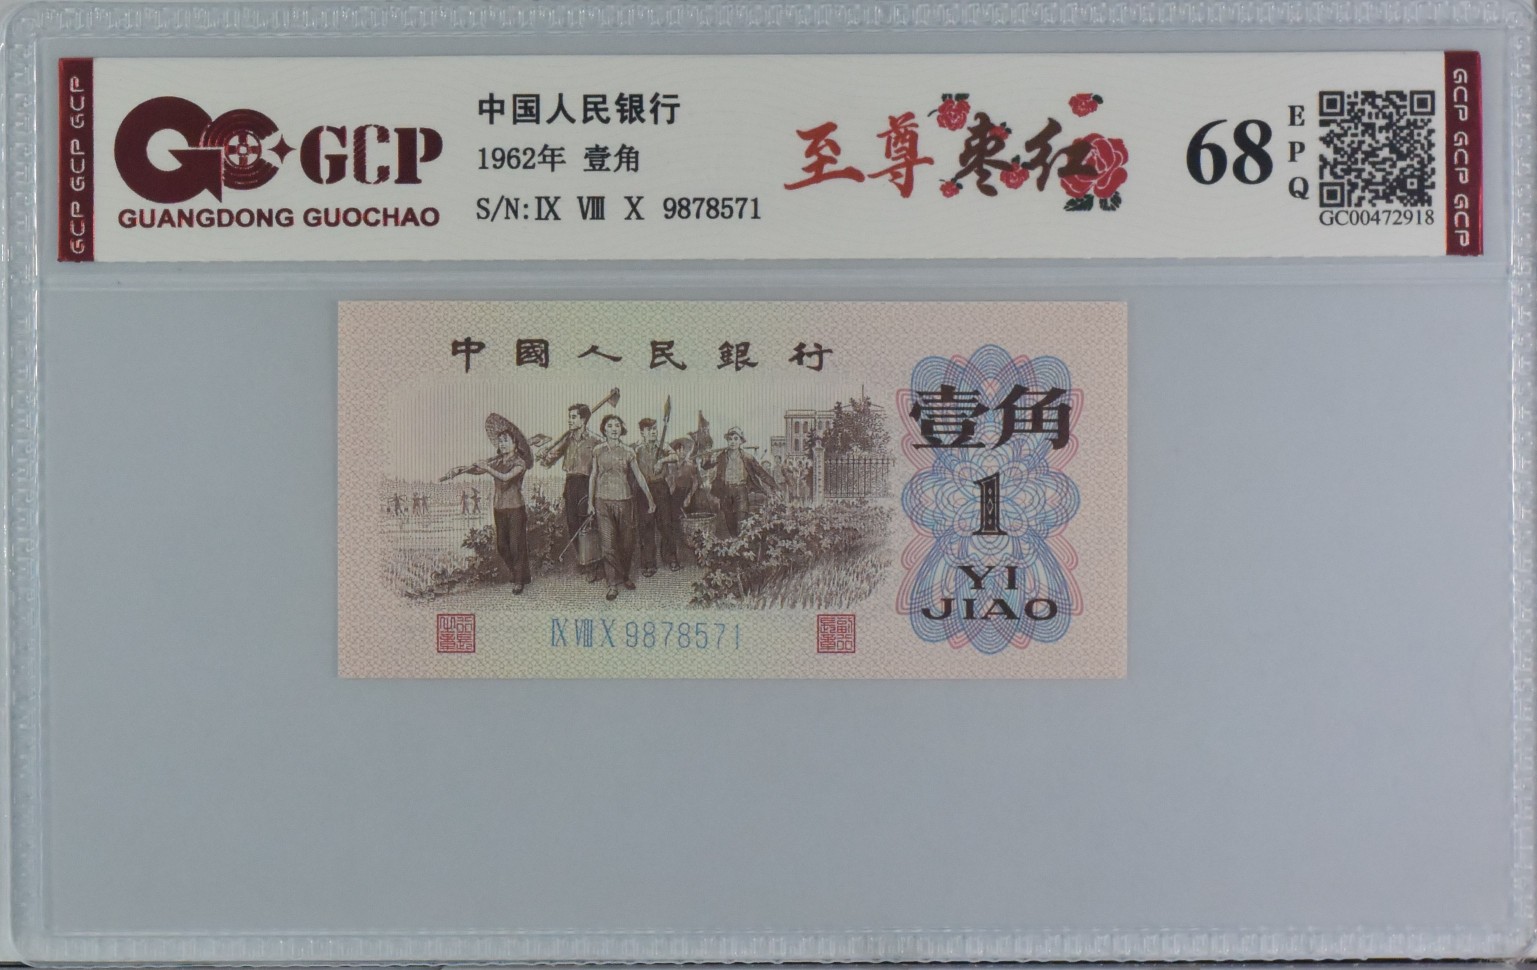 GCP GCP GCP
GCP
GUANGDONG GUOCHAO
中国人民银行
1962年 壹角
S/N: IX VIII X 9878571
至尊枣红
68
EPQ
GC00472918
GCP GCP GCP
中國人民銀行
壹角
1
YI
JIAO
IX VIII X 9878571